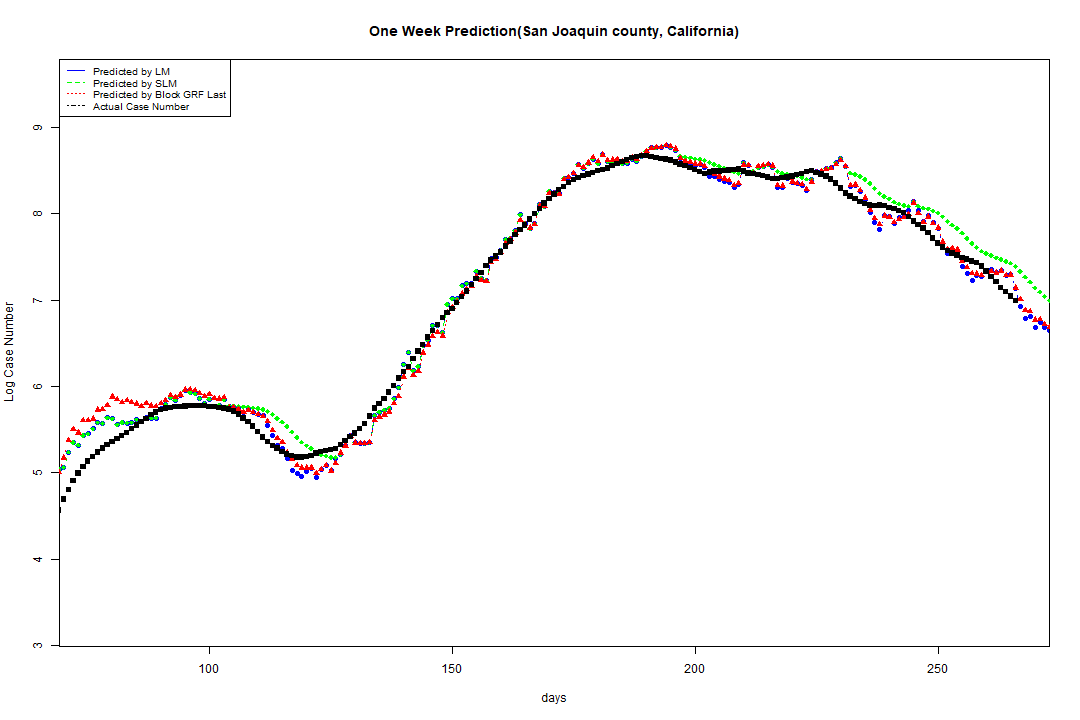 One Week Prediction(San Joaquin county, California)
Predicted by LM
Predicted by SLM
Predicted by Block GRF Last
Actual Case Number
9
8
7
6
5
4
3
Log Case Number
100
150
200
250
days